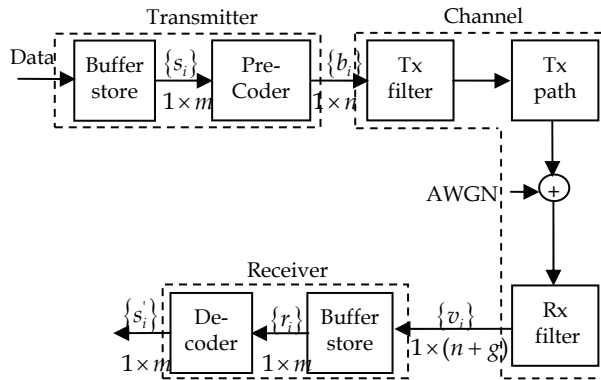 Transmitter
Channel
Data
Buffer
store
{s_i}
1 × m
Pre-
Coder
{b_i}
1 × n
Tx
filter
Tx
path
AWGN
+
Receiver
{s_i'}
1 × m
De-
coder
{r_i}
1 × m
Buffer
store
{v_i}
1 × (n + g)
Rx
filter